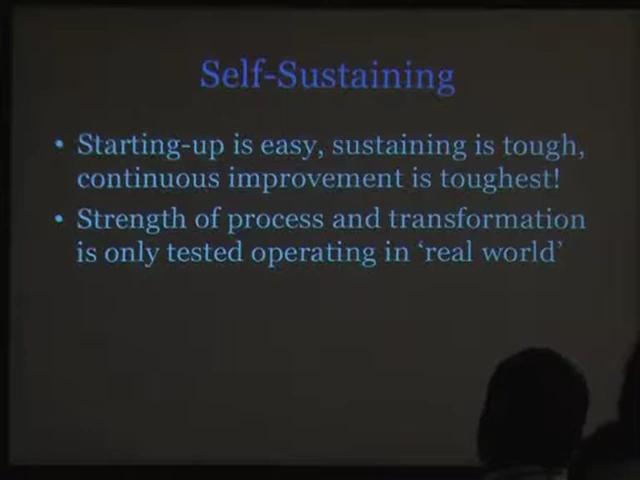 Self-Sustaining
• Starting-up is easy, sustaining is tough,
continuous improvement is toughest!
• Strength of process and transformation
is only tested operating in ‘real world’